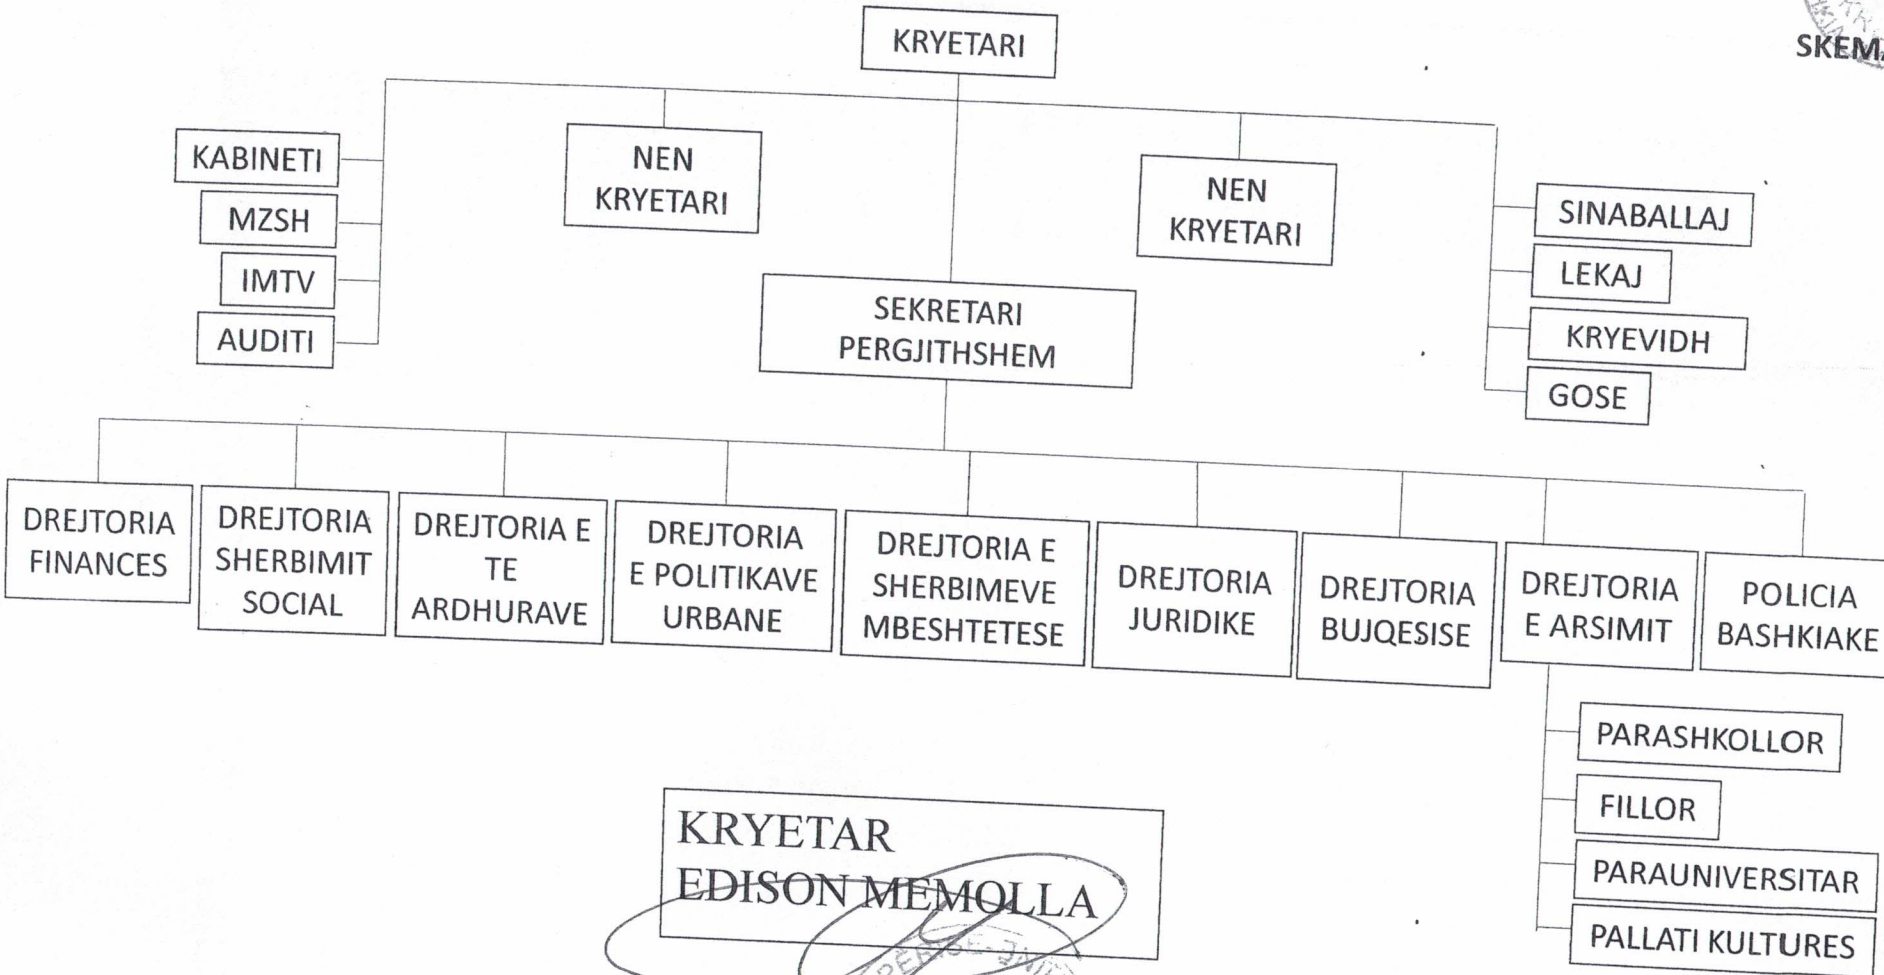 KRYETARI
SKEMA
KABINETI
MZSH
IMTV
AUDITI
NEN
KRYETARI
NEN
KRYETARI
SINABALLAJ
LEKAJ
KRYEVIDH
GOSE
SEKRETARI
PERGJITHSHEM
DREJTORIA
FINANCES
DREJTORIA
SHERBIMIT
SOCIAL
DREJTORIA E
TE
ARDHURAVE
DREJTORIA
E POLITIKAVE
URBANE
DREJTORIA E
SHERBIMEVE
MBESHTETESE
DREJTORIA
JURIDIKE
DREJTORIA
BUJQESISE
DREJTORIA
E ARSIMIT
POLICIA
BASHKIAKE
PARASHKOLLOR
FILLOR
PARAUNIVERSITAR
PALLATI KULTURES
KRYETAR
EDISON MEMOLLA